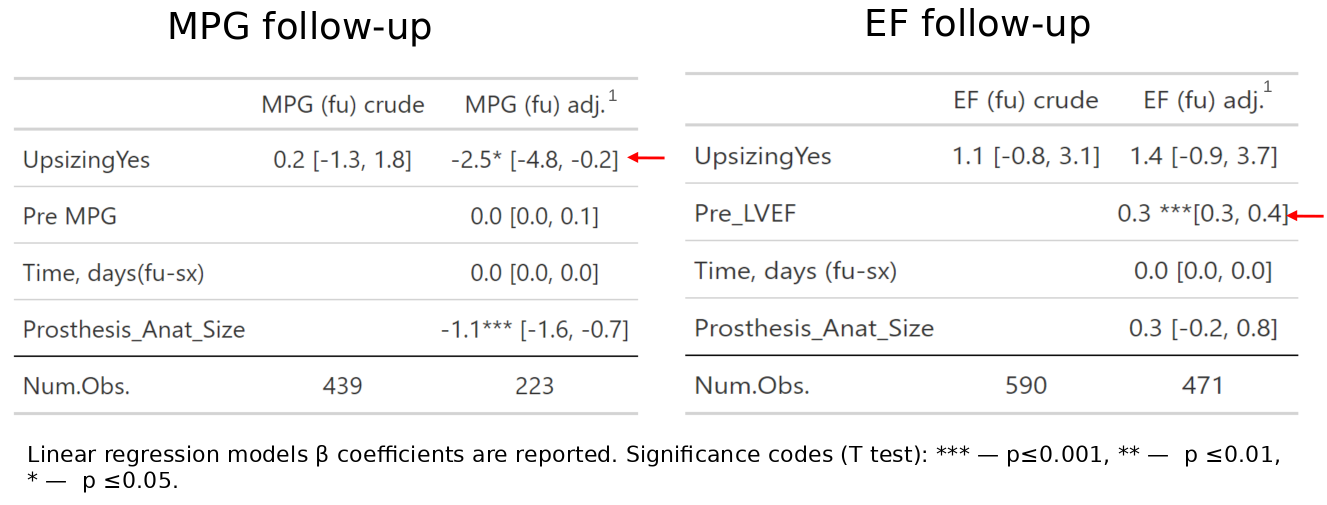 MPG follow-up
MPG (fu) crude MPG (fu) adj.1
UpsizingYes 0.2 [-1.3, 1.8] -2.5* [-4.8, -0.2]
Pre MPG 0.0 [0.0, 0.1]
Time, days(fu-sx) 0.0 [0.0, 0.0]
Prosthesis_Anat_Size -1.1*** [-1.6, -0.7]
Num.Obs. 439 223
EF follow-up
EF (fu) crude EF (fu) adj.1
UpsizingYes 1.1 [-0.8, 3.1] 1.4 [-0.9, 3.7]
Pre_LVEF 0.3 ***[0.3, 0.4]
Time, days (fu-sx) 0.0 [0.0, 0.0]
Prosthesis_Anat_Size 0.3 [-0.2, 0.8]
Num.Obs. 590 471
Linear regression models β coefficients are reported. Significance codes (T test): *** — p≤0.001, ** — p ≤0.01,
* — p ≤0.05.